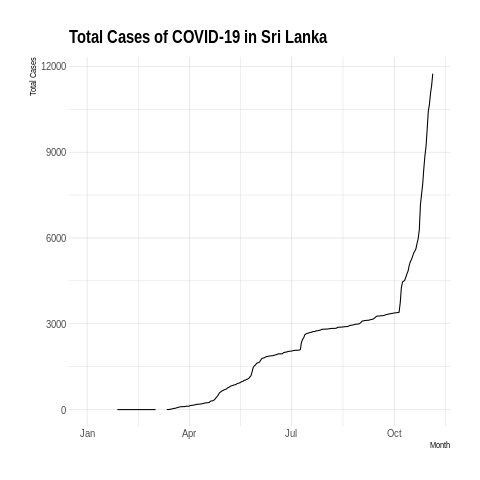 Total Cases of COVID-19 in Sri Lanka
Total Cases
12000
9000
6000
3000
0
Jan Apr Jul Oct
Month